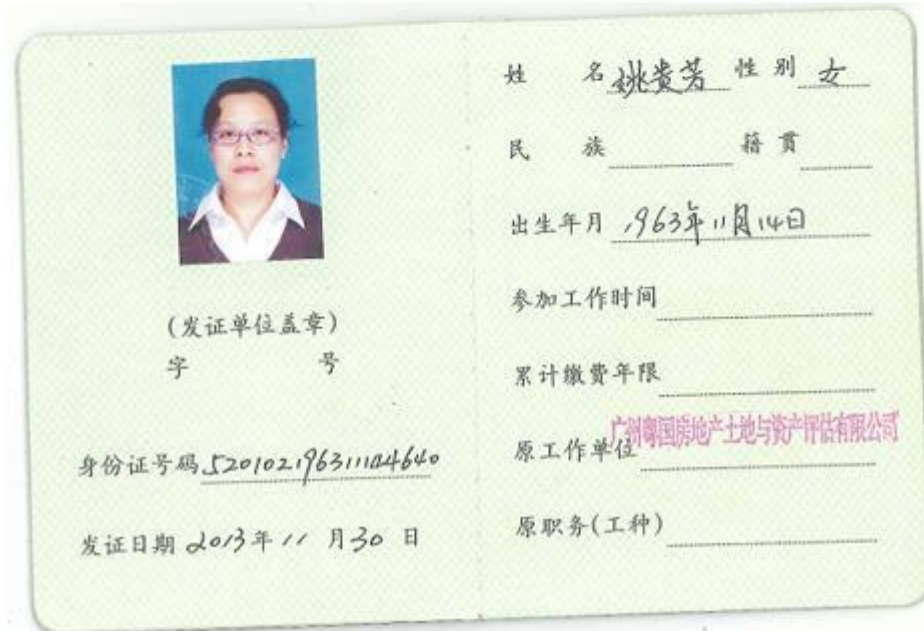 (发证单位盖章)
字 号
身份证号码 520102196311144640
发证日期 2013年11月30日
姓 名 姚贵芳 性别 女
民 族 籍贯
出生年月 1963年11月14日
参加工作时间
累计缴费年限
广州粤国房地产土地与资产评估有限公司
原工作单位
原职务(工种)